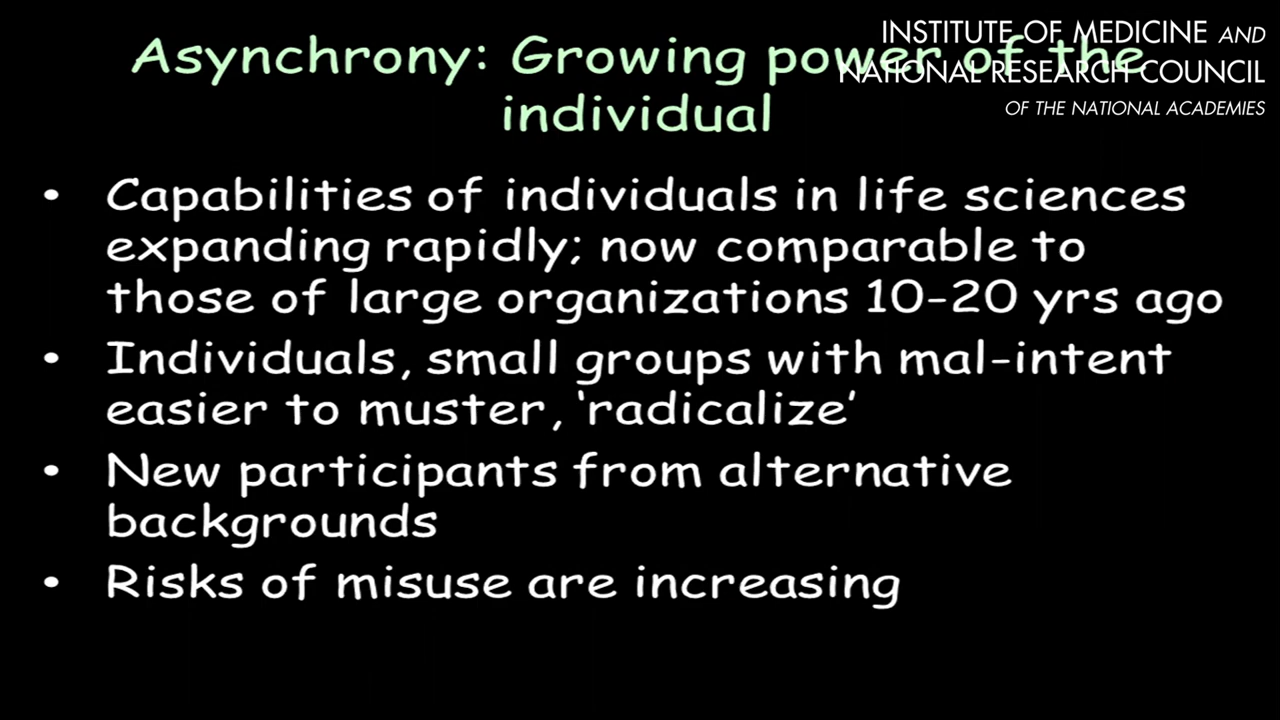 Asynchrony: Growing power of the
individual
INSTITUTE OF MEDICINE AND
NATIONAL RESEARCH COUNCIL
OF THE NATIONAL ACADEMIES
• Capabilities of individuals in life sciences
expanding rapidly; now comparable to
those of large organizations 10-20 yrs ago
• Individuals, small groups with mal-intent
easier to muster, ‘radicalize’
• New participants from alternative
backgrounds
• Risks of misuse are increasing